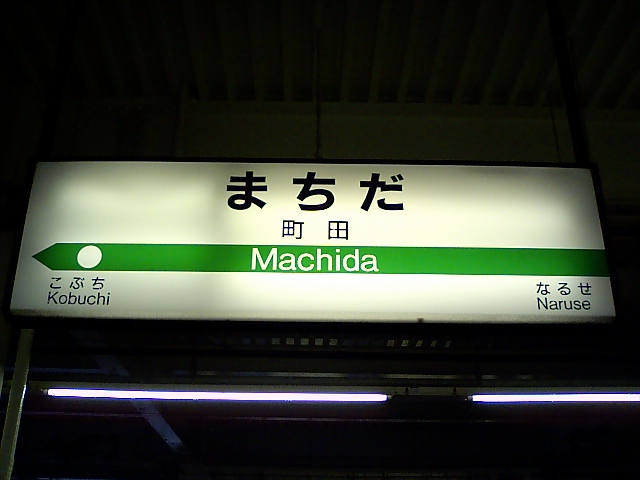 まちだ
町田
Machida
こぶち
Kobuchi
なるせ
Naruse